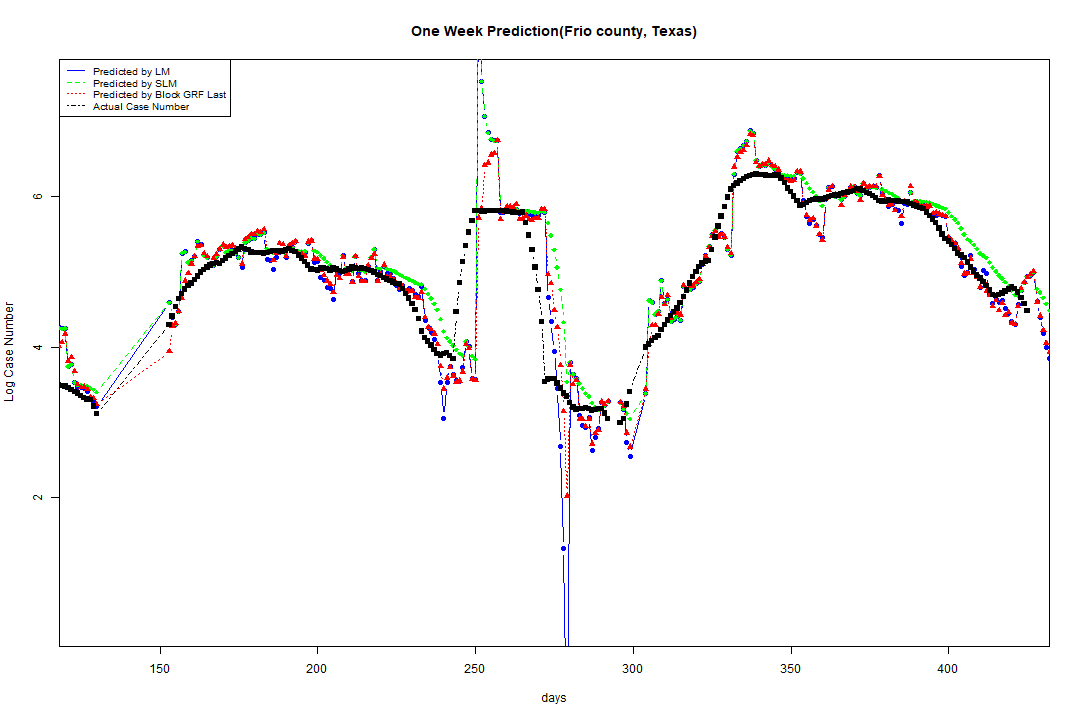 One Week Prediction(Frio county, Texas)
Predicted by LM
Predicted by SLM
Predicted by Block GRF Last
Actual Case Number
Log Case Number
6
4
2
150 200 250 300 350 400
days